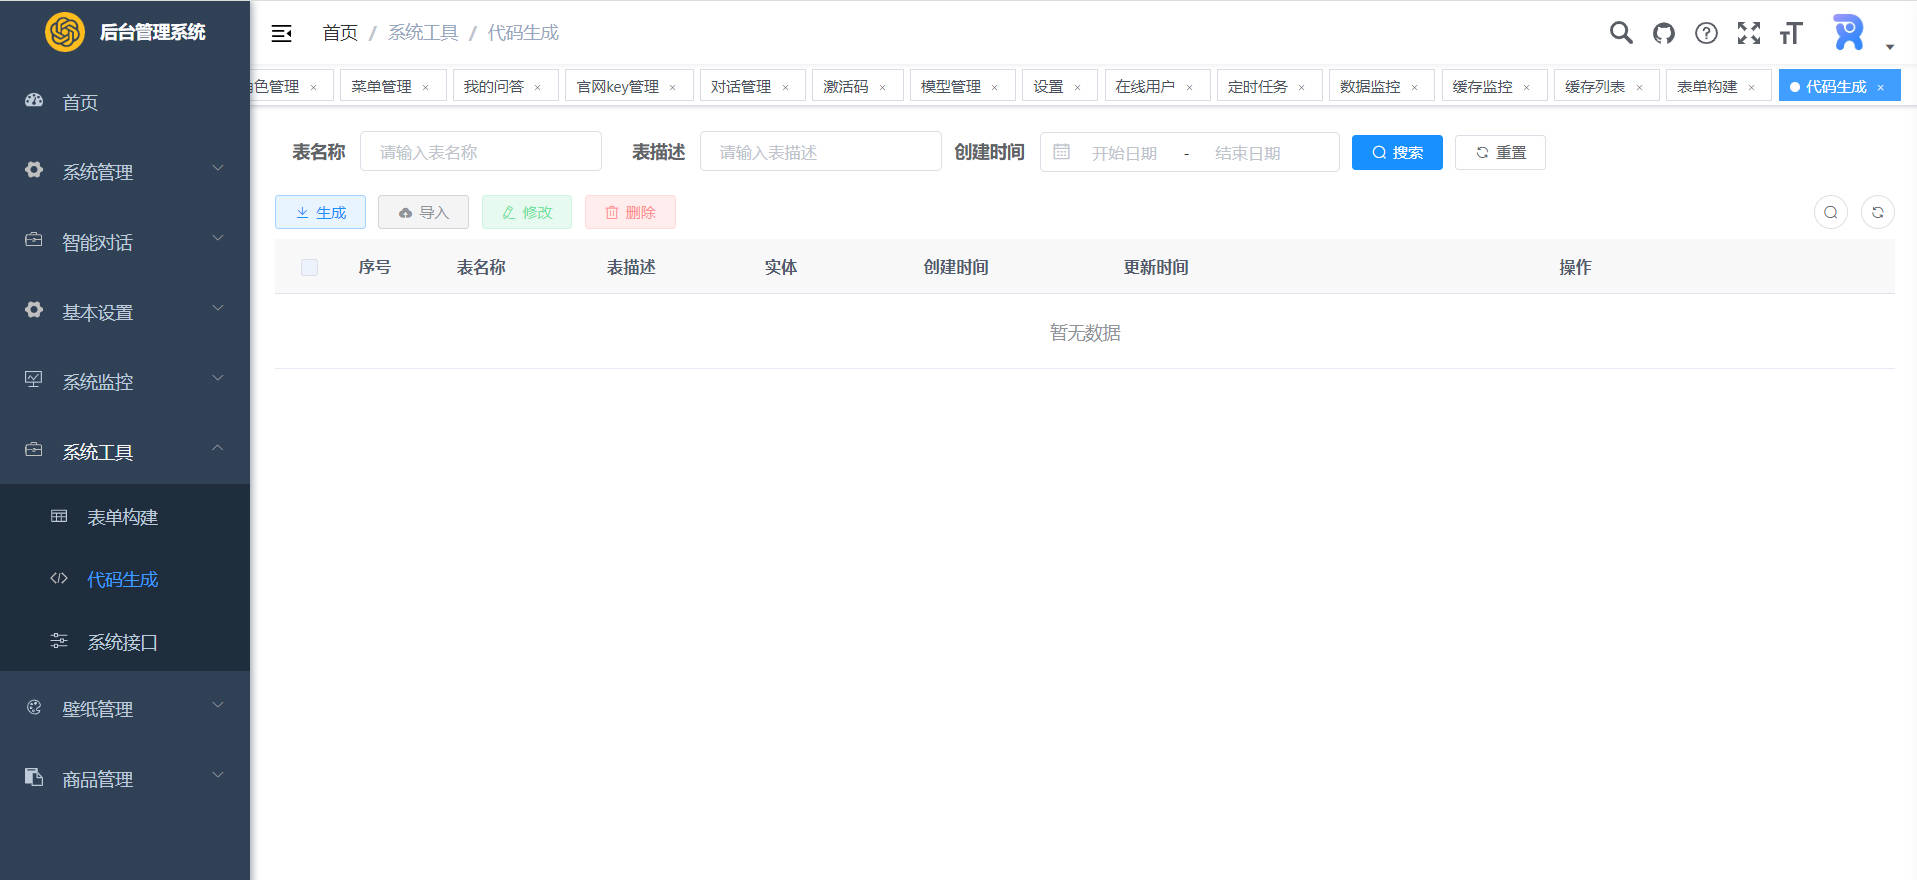 后台管理系统
首页
系统管理
智能对话
基本设置
系统监控
系统工具
表单构建
代码生成
系统接口
壁纸管理
商品管理
首页 / 系统工具 / 代码生成
色管理 × 菜单管理 × 我的问答 × 官网key管理 × 对话管理 × 激活码 × 模型管理 × 设置 × 在线用户 × 定时任务 × 数据监控 × 缓存监控 × 缓存列表 × 表单构建 × 代码生成 ×
表名称 请输入表名称 表描述 请输入表描述 创建时间 开始日期 - 结束日期 搜索 重置
生成 导入 修改 删除
序号 表名称 表描述 实体 创建时间 更新时间 操作
暂无数据